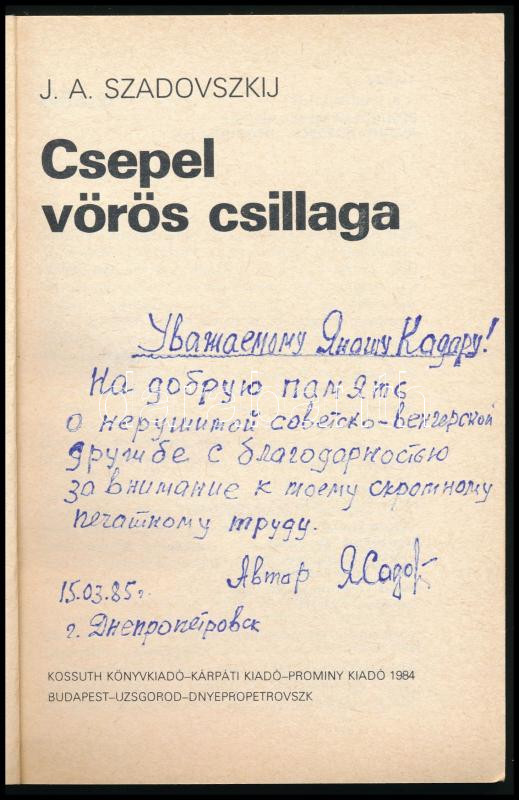 J. A. SZADOVSZKIJ
Csepel
vörös csillaga
Уважаемому Яношу Кадару!
На добрую память
о нерушимой советско-венгерской
дружбе с благодарностью
за внимание к моему скромному
печатному труду.
Автор
15.03.85г.
г. Днепропетровск
KOSSUTH KÖNYVKIADÓ–KÁRPÁTI KIADÓ–PROMINY KIADÓ 1984
BUDAPEST–UZSGOROD–DNYEPROPETROVSZK